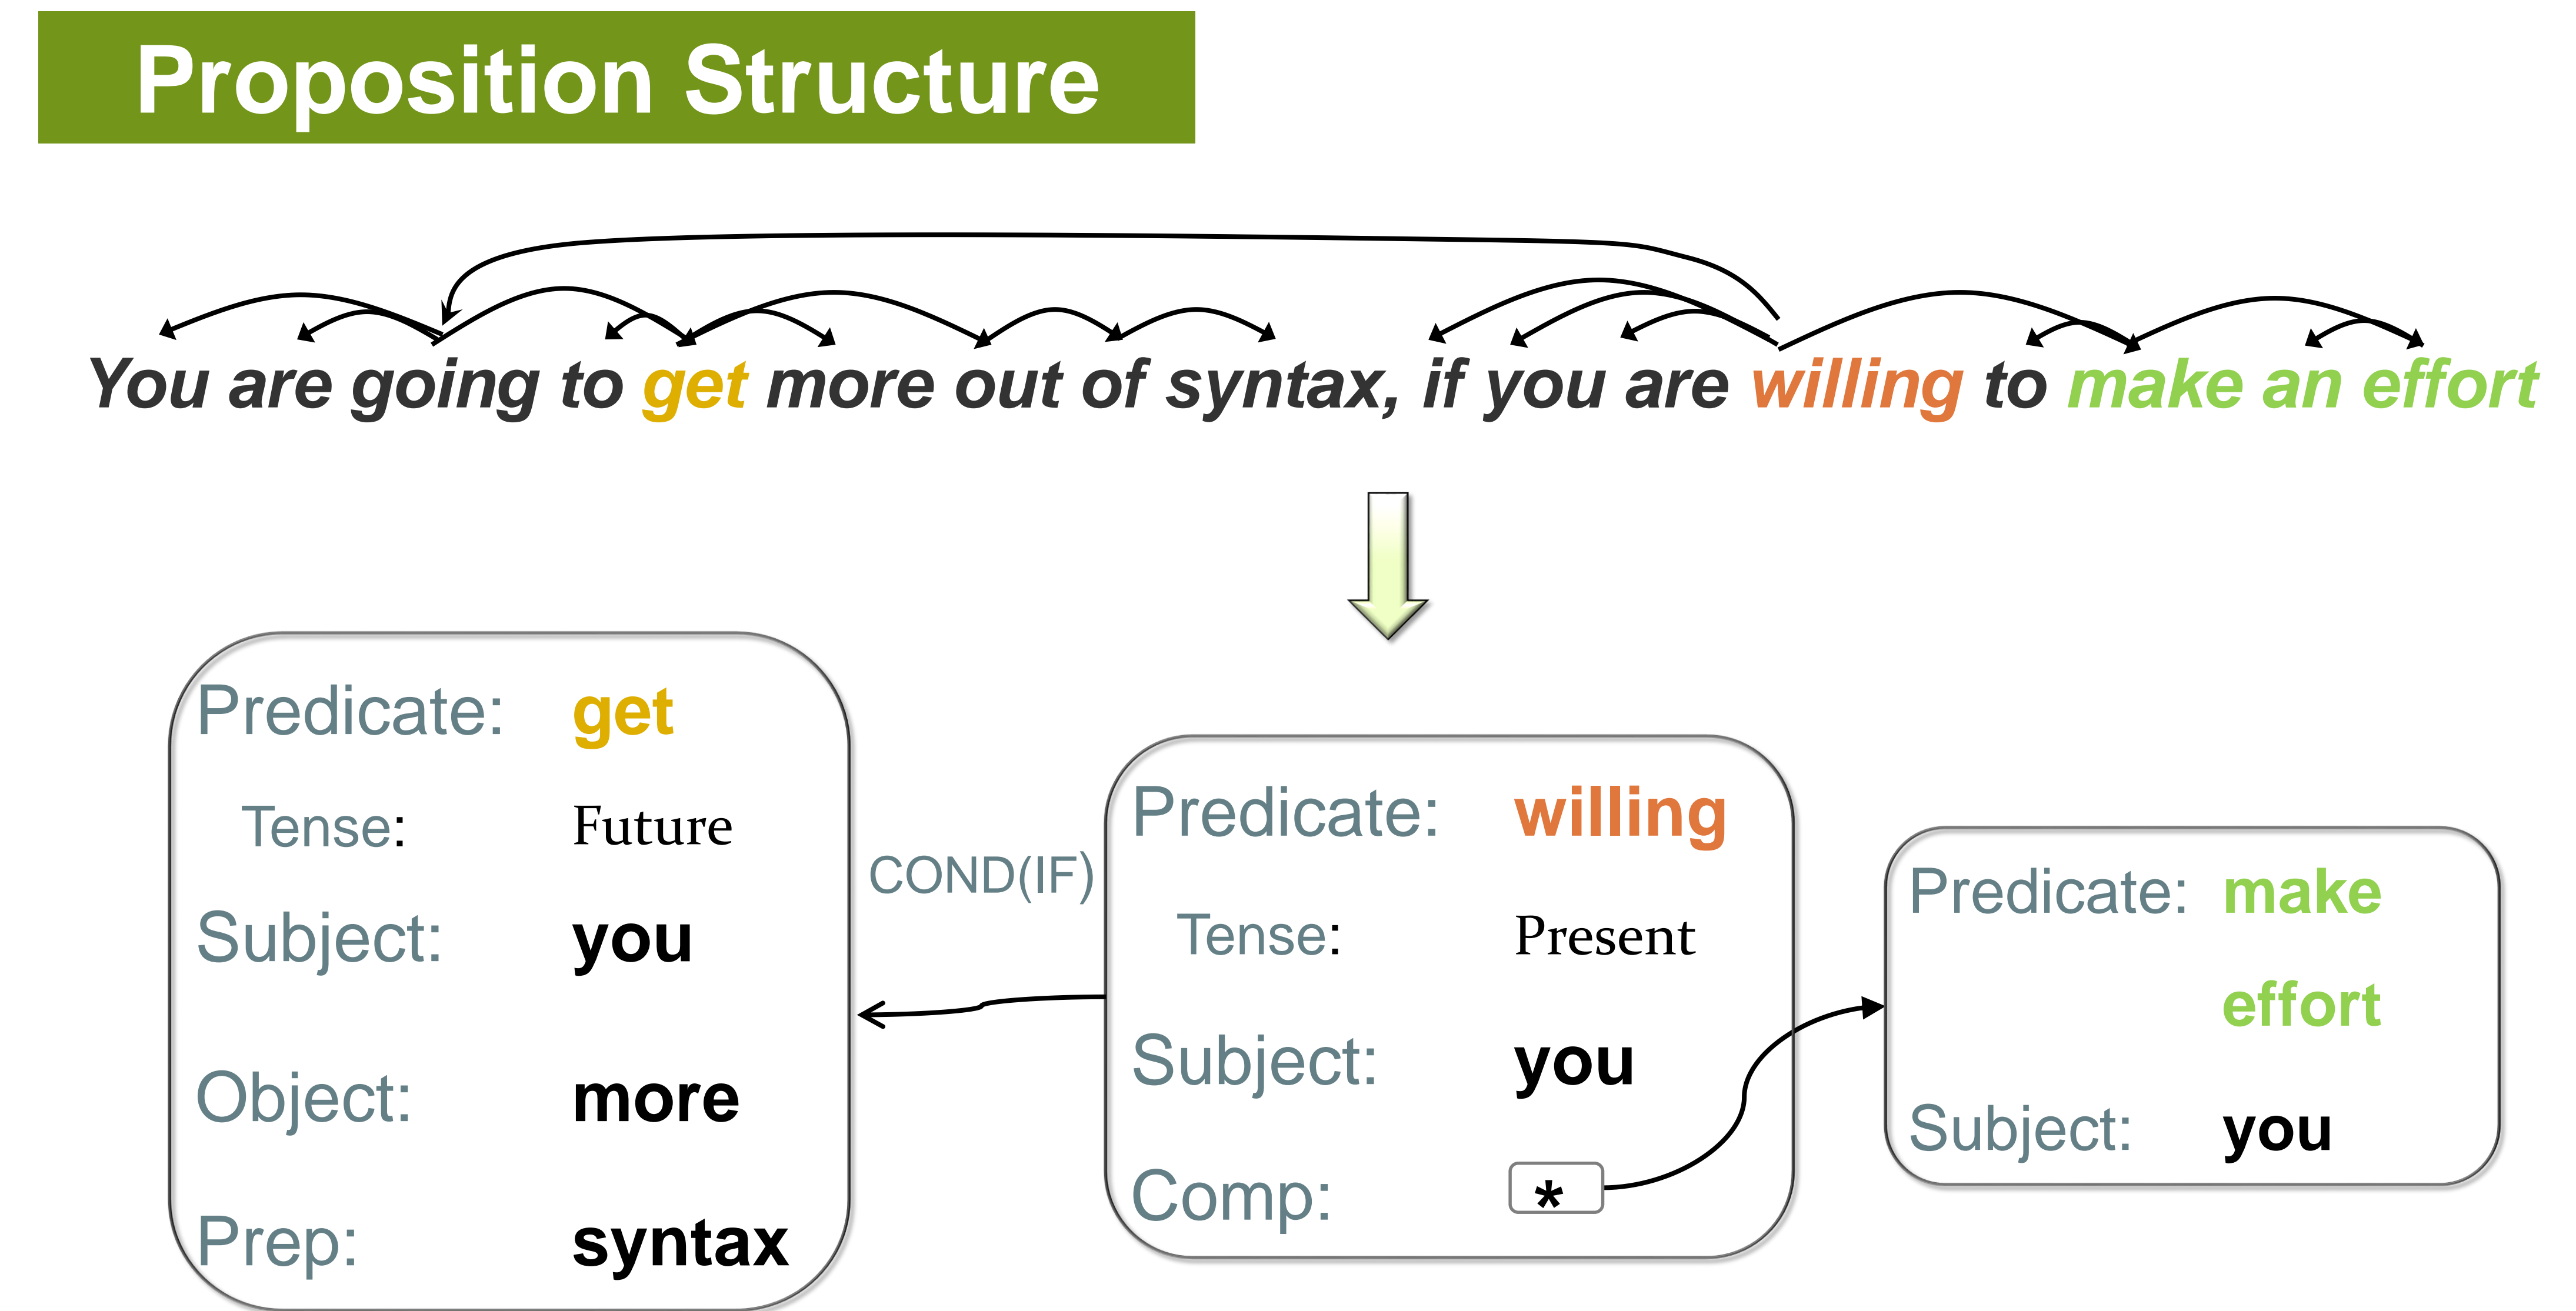 Proposition Structure
You are going to get more out of syntax, if you are willing to make an effort
Predicate: get
Tense: Future
Subject: you
Object: more
Prep: syntax
COND(IF)
Predicate: willing
Tense: Present
Subject: you
Comp: *
Predicate: make
effort
Subject: you